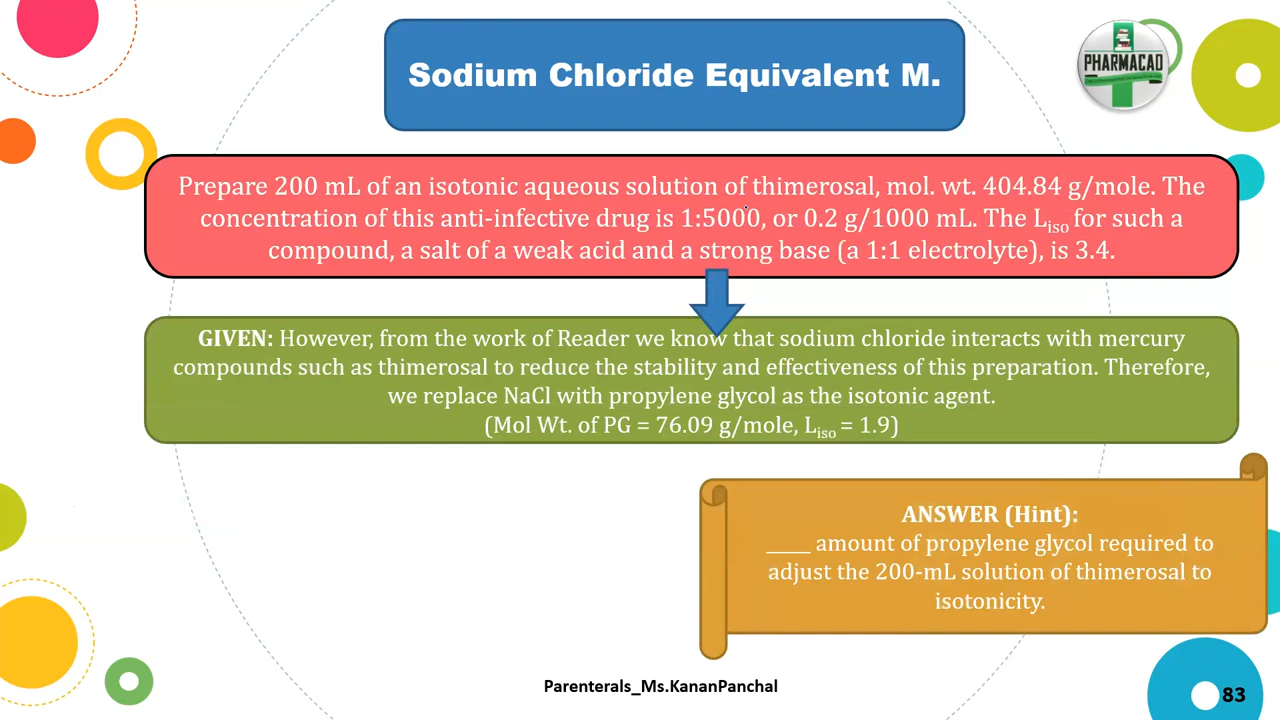 Sodium Chloride Equivalent M.
PHARMACAD
Prepare 200 mL of an isotonic aqueous solution of thimerosal, mol. wt. 404.84 g/mole. The
concentration of this anti-infective drug is 1:5000, or 0.2 g/1000 mL. The Liso for such a
compound, a salt of a weak acid and a strong base (a 1:1 electrolyte), is 3.4.
GIVEN: However, from the work of Reader we know that sodium chloride interacts with mercury
compounds such as thimerosal to reduce the stability and effectiveness of this preparation. Therefore,
we replace NaCl with propylene glycol as the isotonic agent.
(Mol Wt. of PG = 76.09 g/mole, Liso = 1.9)
ANSWER (Hint):
____ amount of propylene glycol required to
adjust the 200-mL solution of thimerosal to
isotonicity.
Parenterals_Ms.KananPanchal
83